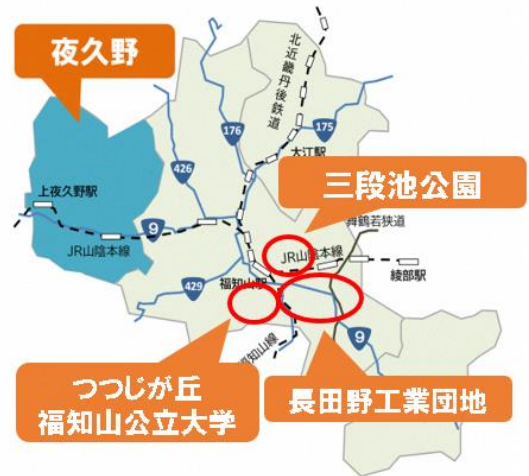 夜久野
北近畿丹後鉄道
176
175
426
大江駅
三段池公園
上夜久野駅
9
舞鶴若狭道
JR山陰本線
JR山陰本線
綾部駅
429
福知山駅
9
福知山線
つつじが丘
福知山公立大学
長田野工業団地